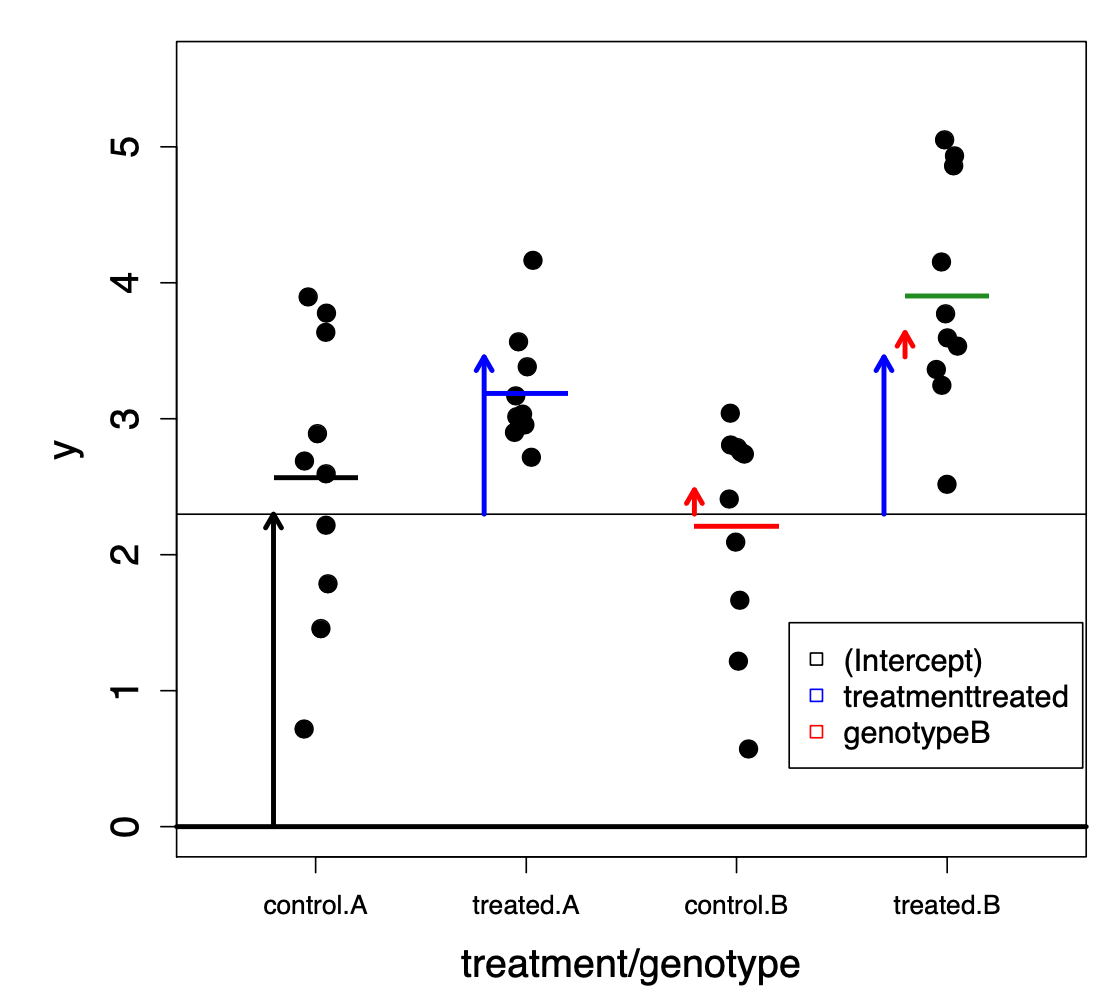 y
5
4
3
2
1
0
(Intercept)
treatmenttreated
genotypeB
control.A treated.A control.B treated.B
treatment/genotype